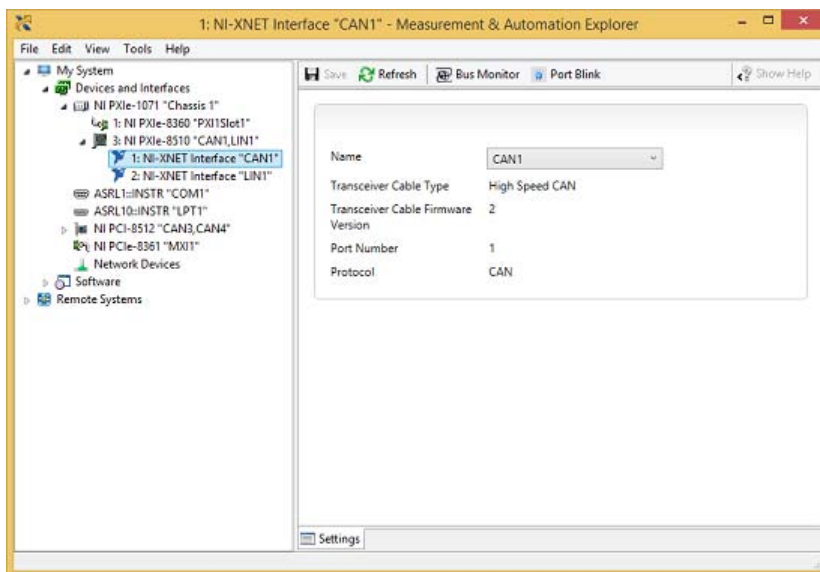 1: NI-XNET Interface "CAN1" - Measurement & Automation Explorer
File Edit View Tools Help
My System
Devices and Interfaces
NI PXIe-1071 "Chassis 1"
1: NI PXIe-8360 "PXI1Slot1"
3: NI PXIe-8510 "CAN1,LIN1"
1: NI-XNET Interface "CAN1"
2: NI-XNET Interface "LIN1"
ASRL1::INSTR "COM1"
ASRL10::INSTR "LPT1"
NI PCI-8512 "CAN3,CAN4"
NI PCIe-8361 "MXI1"
Network Devices
Software
Remote Systems
Save Refresh Bus Monitor Port Blink Show Help
Name CAN1
Transceiver Cable Type High Speed CAN
Transceiver Cable Firmware Version 2
Port Number 1
Protocol CAN
Settings